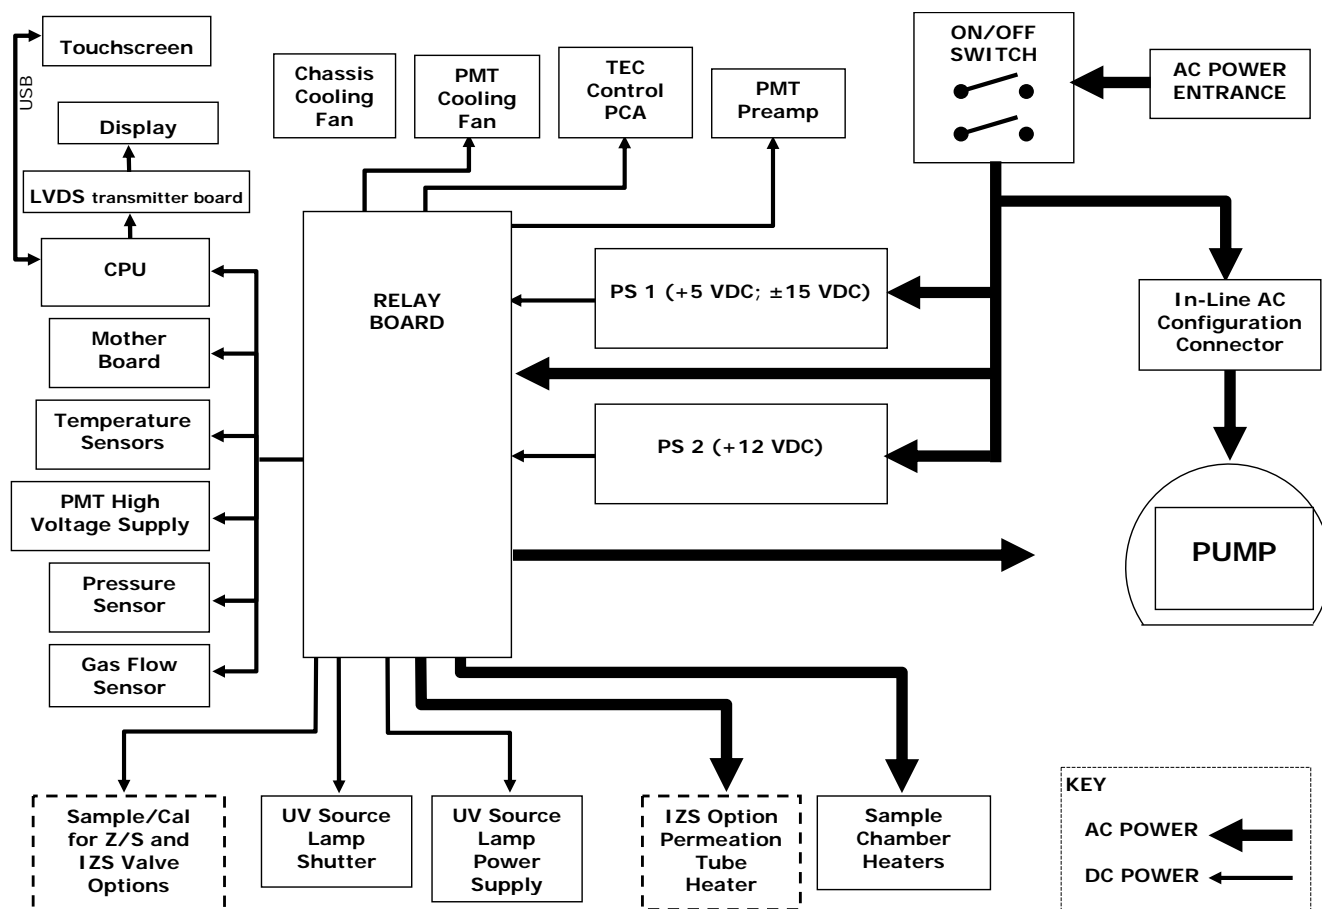 Touchscreen
USB
Display
LVDS transmitter board
CPU
Mother
Board
Temperature
Sensors
PMT High
Voltage Supply
Pressure
Sensor
Gas Flow
Sensor
Chassis
Cooling
Fan
PMT
Cooling
Fan
TEC
Control
PCA
PMT
Preamp
ON/OFF
SWITCH
AC POWER
ENTRANCE
RELAY
BOARD
PS 1 (+5 VDC; ±15 VDC)
PS 2 (+12 VDC)
In-Line AC
Configuration
Connector
PUMP
Sample/Cal
for Z/S and
IZS Valve
Options
UV Source
Lamp
Shutter
UV Source
Lamp
Power
Supply
IZS Option
Permeation
Tube
Heater
Sample
Chamber
Heaters
KEY
AC POWER
DC POWER